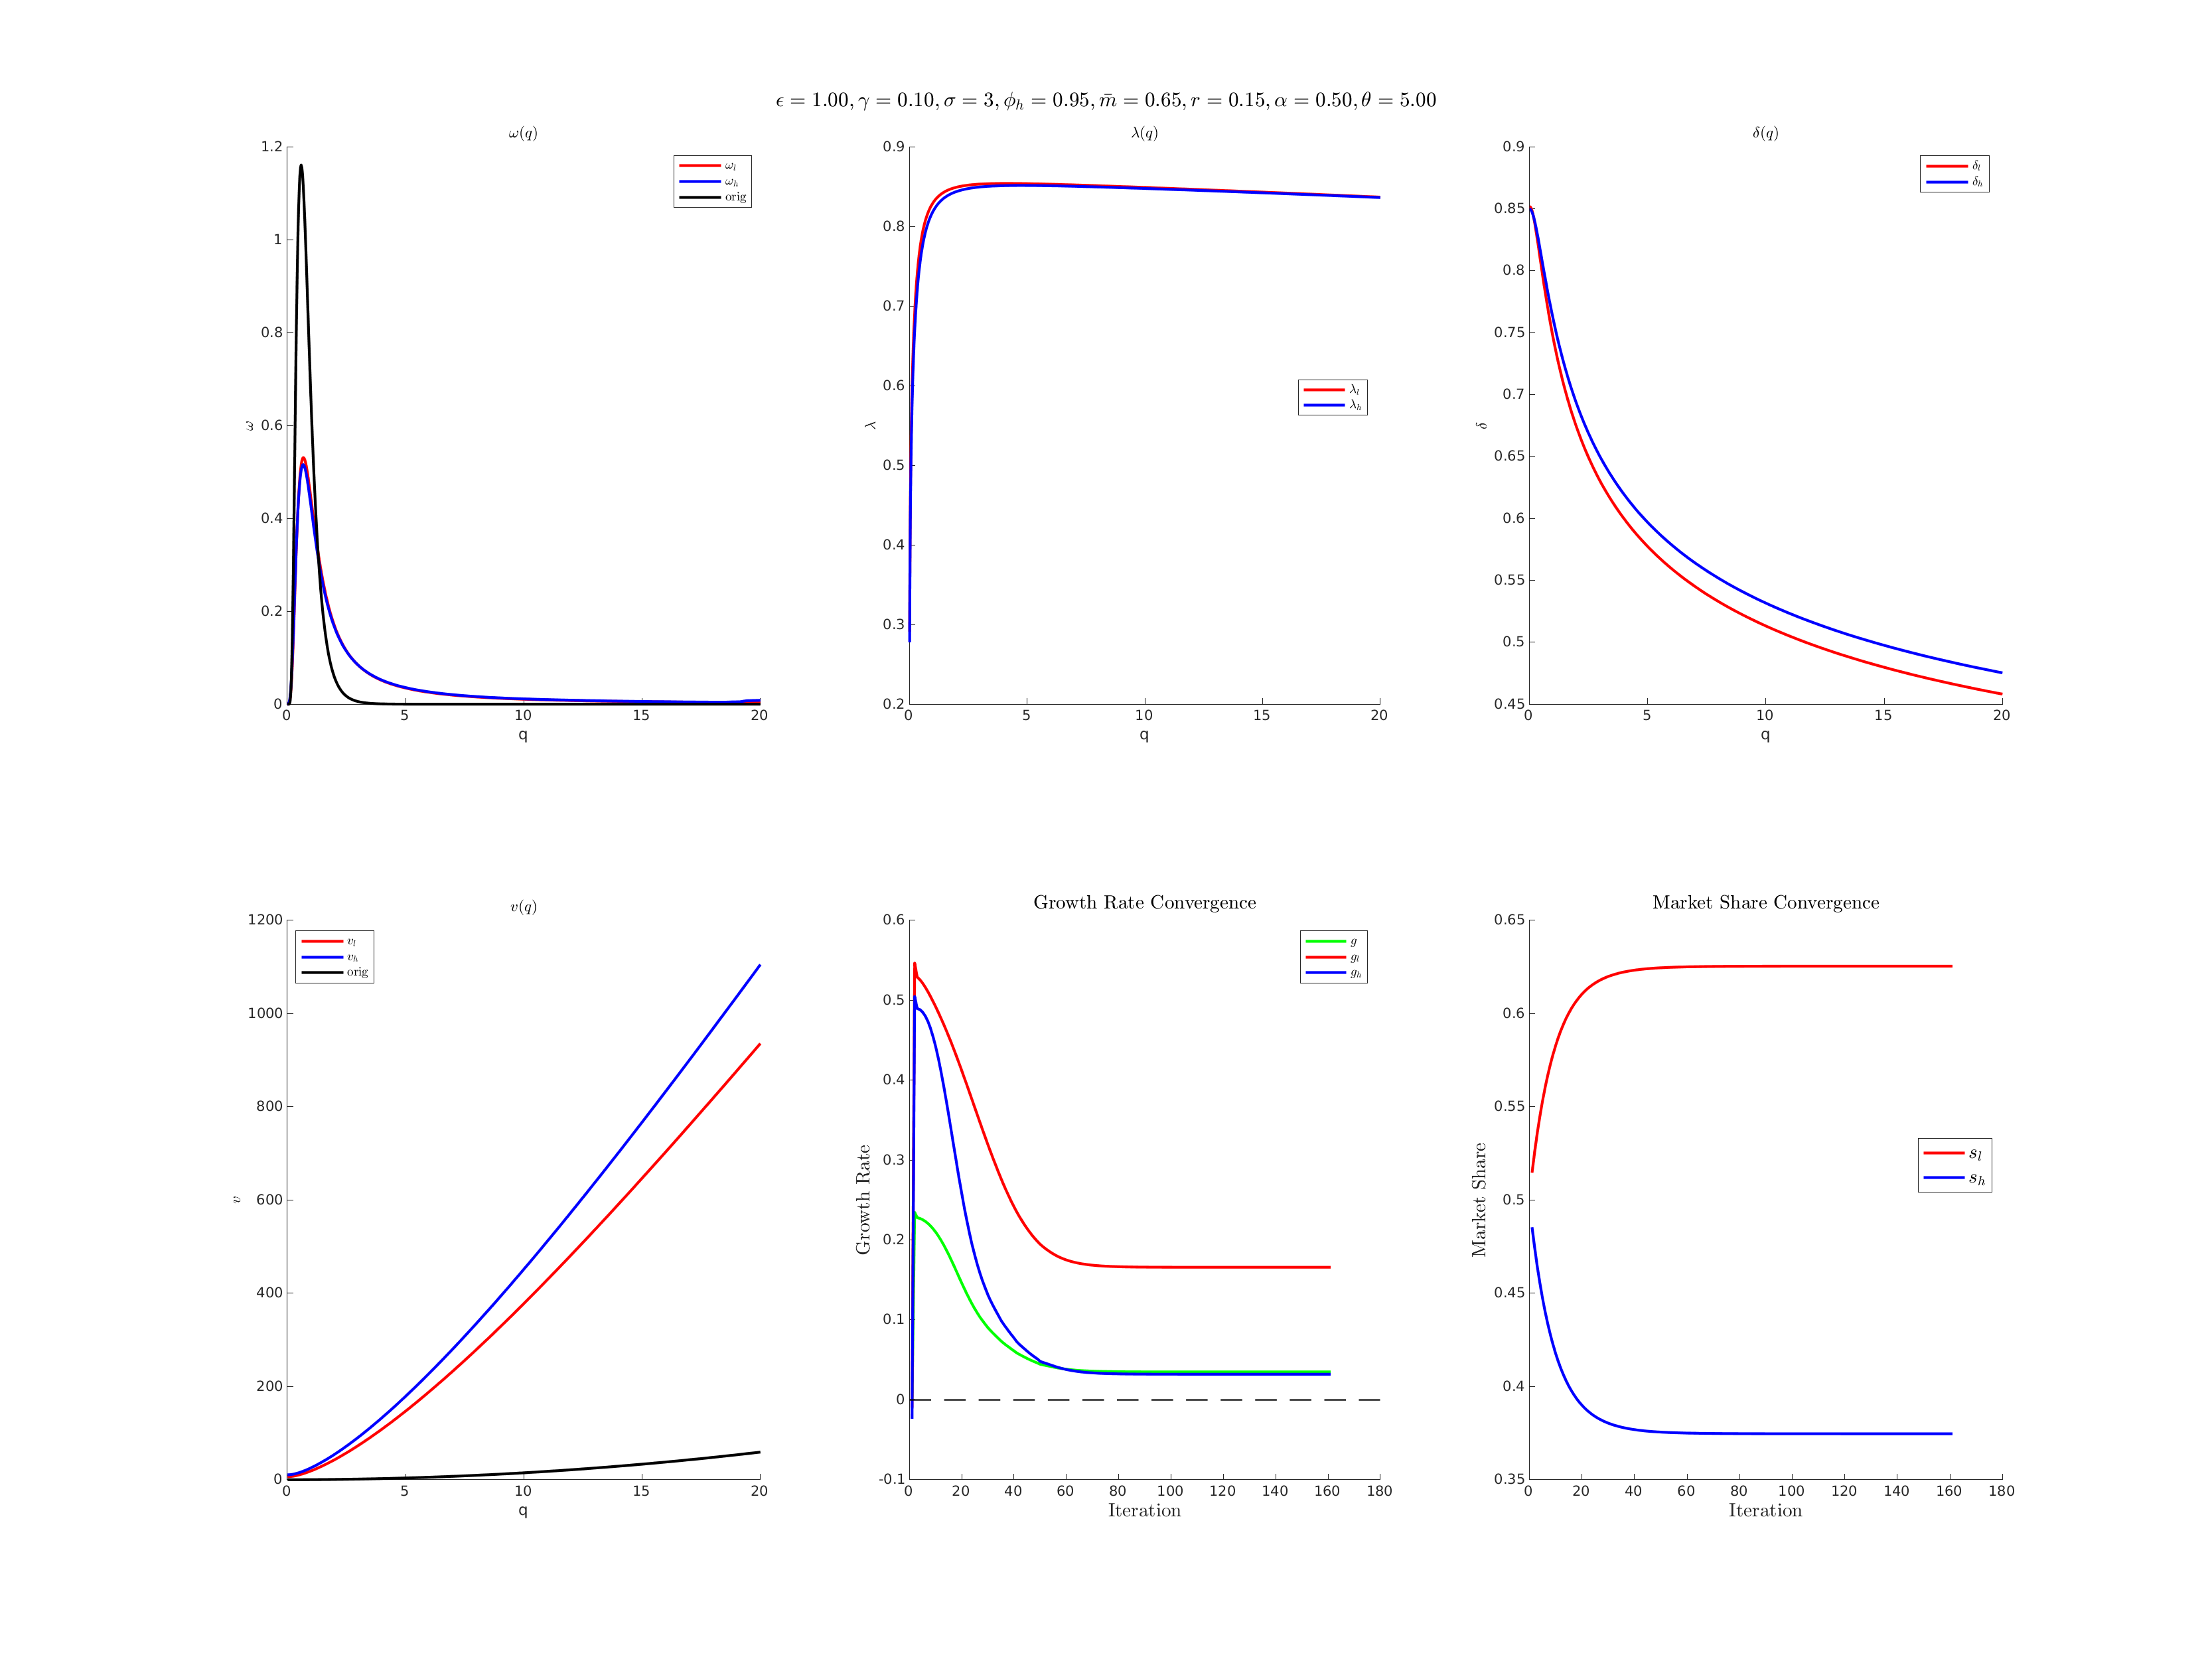 ϵ = 1.00, γ = 0.10, σ = 3, ϕ_h = 0.95, m̄ = 0.65, r = 0.15, α = 0.50, θ = 5.00
ω(q)
1.2
1
0.8
0.6
0.4
0.2
0
ω
0 5 10 15 20
q
ω_l
ω_h
orig
λ(q)
0.9
0.8
0.7
0.6
0.5
0.4
0.3
0.2
λ
0 5 10 15 20
q
λ_l
λ_h
δ(q)
0.9
0.85
0.8
0.75
0.7
0.65
0.6
0.55
0.5
0.45
δ
0 5 10 15 20
q
δ_l
δ_h
v(q)
1200
1000
800
600
400
200
0
v
0 5 10 15 20
q
v_l
v_h
orig
Growth Rate Convergence
0.6
0.5
0.4
0.3
0.2
0.1
0
-0.1
Growth Rate
0 20 40 60 80 100 120 140 160 180
Iteration
g
g_l
g_h
Market Share Convergence
0.65
0.6
0.55
0.5
0.45
0.4
0.35
Market Share
0 20 40 60 80 100 120 140 160 180
Iteration
s_l
s_h